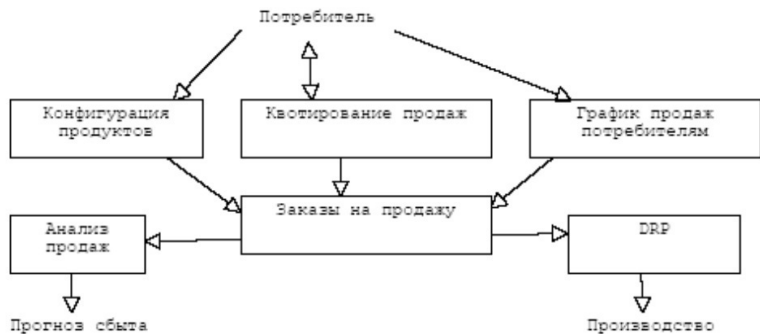 Потребитель
Конфигурация
продуктов
Квотирование продаж
График продаж
потребителям
Заказы на продажу
Анализ
продаж
DRP
Прогноз сбыта
Производство